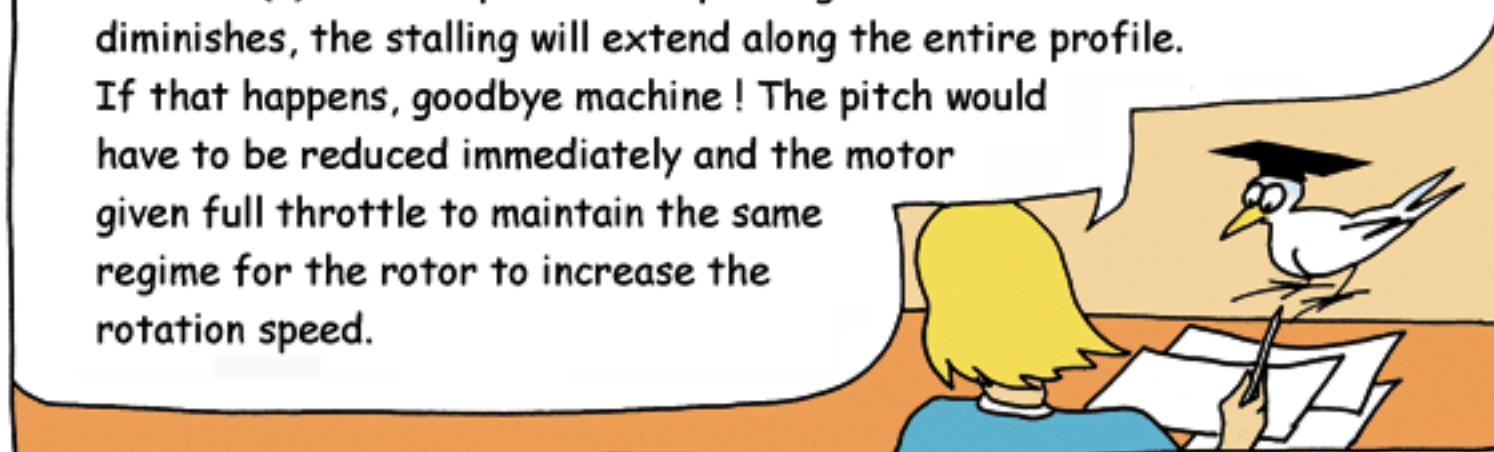 diminishes, the stalling will extend along the entire profile.
If that happens, goodbye machine ! The pitch would
have to be reduced immediately and the motor
given full throttle to maintain the same
regime for the rotor to increase the
rotation speed.